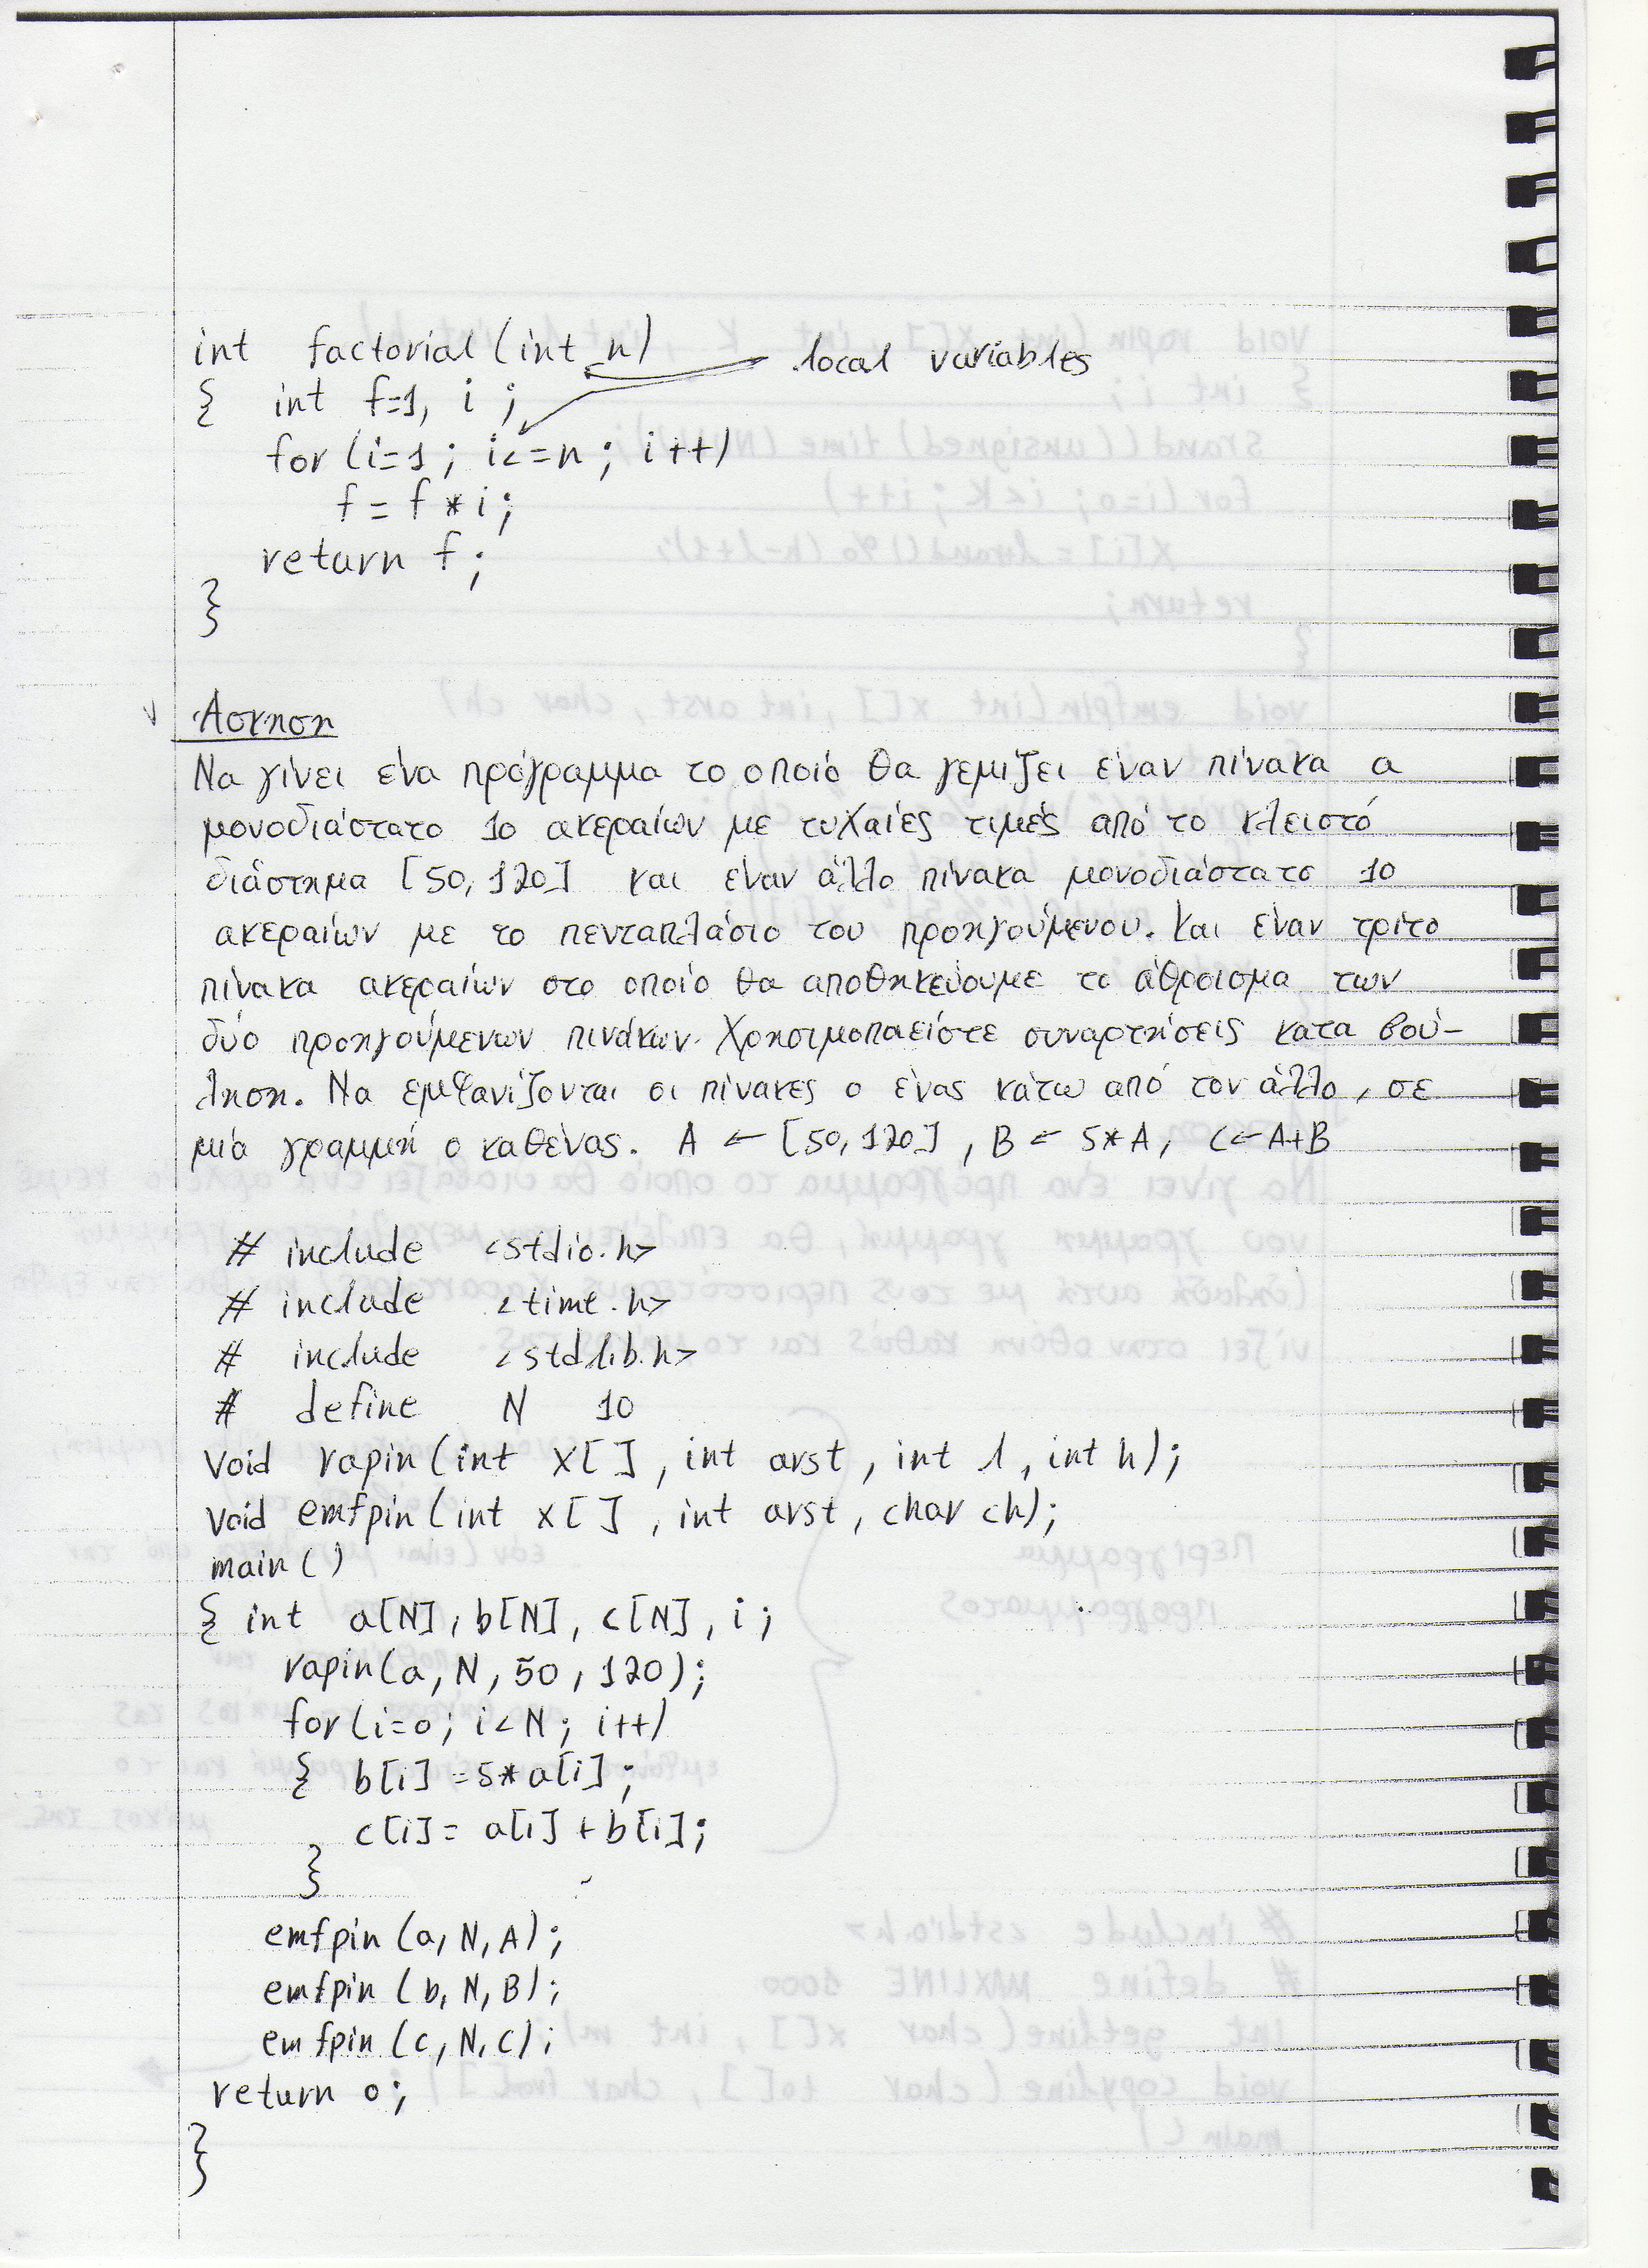 int factorial(int n)
local variables
{ int f=1, i ;
for(i=1; i<=n; i++)
f = f * i;
return f;
}
Άσκηση
Να γίνει ένα πρόγραμμα το οποίο θα γεμίζει έναν πίνακα α
μονοδιάστατο 10 ακεραίων με τυχαίες τιμές από το κλειστό
διάστημα [50,120] και έναν άλλο πίνακα μονοδιάστατο 10
ακεραίων με το πενταπλάσιο του προηγούμενου. Και έναν τρίτο
πίνακα ακεραίων στο οποίο θα αποθηκεύουμε το άθροισμα των
δύο προηγούμενων πινάκων. Χρησιμοποιείστε συναρτήσεις κατα βού-
ληση. Να εμφανίζονται οι πίνακες ο ένας κάτω από τον άλλο, σε
μία γραμμή ο καθένας. A ← [50,120] , B ← 5*A, C ← A+B
# include <stdio.h>
# include <time.h>
# include <stdlib.h>
# define N 10
void rapin(int x[] , int arst , int l , int h);
void emfpin(int x[] , int arst , char ch);
main()
{ int a[N], b[N], c[N], i;
rapin(a, N, 50, 120);
for(i=0; i<N; i++)
{ b[i] =5*a[i];
c[i]= a[i] +b[i];
}
emfpin (a, N, A);
emfpin (b, N, B);
emfpin (c, N, C);
return 0;
}